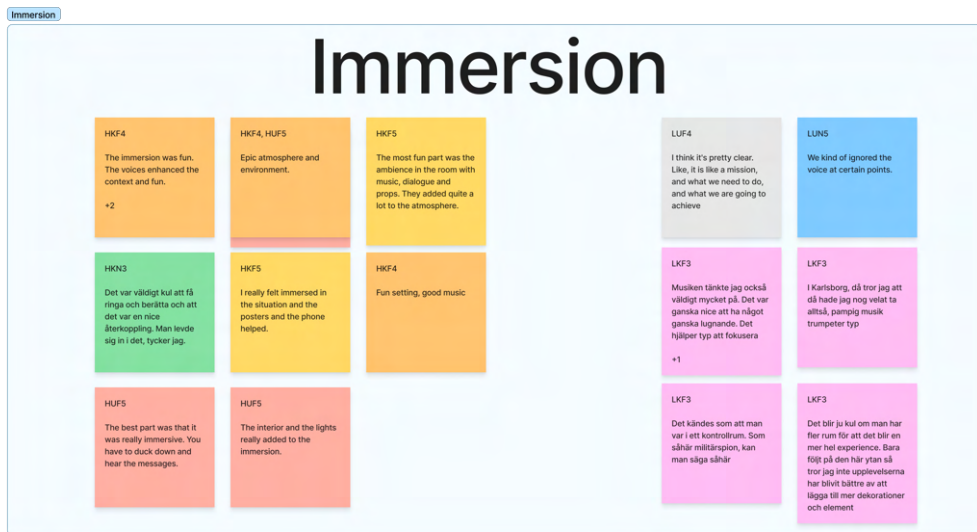 Immersion
Immersion
HKF4
The immersion was fun.
The voices enhanced the
context and fun.
+2
HKF4, HUF5
Epic atmosphere and
environment.
HKF5
The most fun part was the
ambience in the room with
music, dialogue and
props. They added quite a
lot to the atmosphere.
LUF4
I think it's pretty clear.
Like, it is like a mission,
and what we need to do,
and what we are going to
achieve
LUN5
We kind of ignored the
voice at certain points.
HKN3
Det var väldigt kul att få
ringa och berätta och att
det var en nice
återkoppling. Man levde
sig in i det, tycker jag.
HKF5
I really felt immersed in
the situation and the
posters and the phone
helped.
HKF4
Fun setting, good music
LKF3
Musiken tänkte jag också
väldigt mycket på. Det var
ganska nice att ha något
ganska lugnande. Det
hjälper typ att fokusera
+1
LKF3
I Karlsborg, då tror jag att
då hade jag nog velat ta
alltså, pampig musik
trumpeter typ
HUF5
The best part was that it
was really immersive. You
have to duck down and
hear the messages.
HUF5
The interior and the lights
really added to the
immersion.
LKF3
Det kändes som att man
var i ett kontrollrum. Som
såhär militärspion, kan
man säga såhär
LKF3
Det blir ju kul om man har
fler rum för att det blir en
mer hel experience. Bara
följt på den här ytan så
tror jag inte upplevelserna
har blivit bättre av att
lägga till mer dekorationer
och element